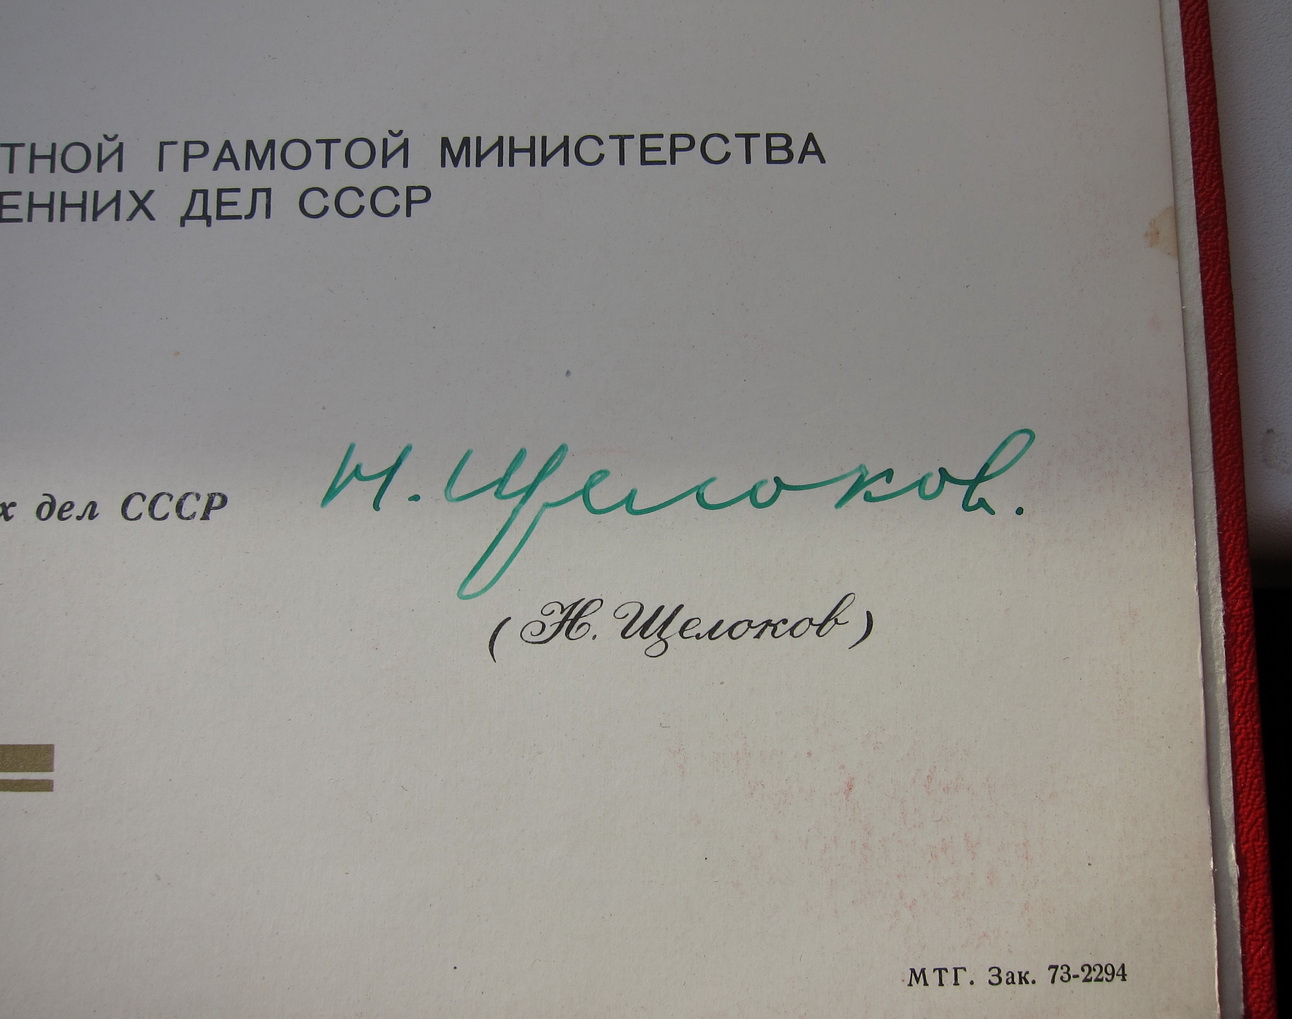 ТНОЙ ГРАМОТОЙ МИНИСТЕРСТВА
ЕННИХ ДЕЛ СССР
х дел СССР Н. Щелоков.
(Н. Щелоков)
МТГ. Зак. 73-2294